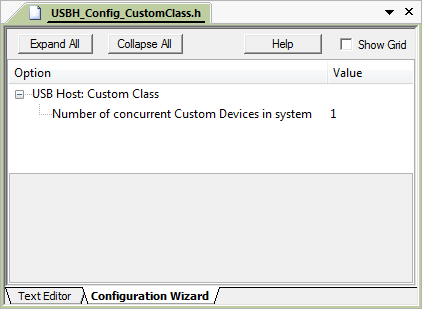 USBH_Config_CustomClass.h
Expand All Collapse All Help Show Grid
Option Value
USB Host: Custom Class
Number of concurrent Custom Devices in system 1
Text Editor Configuration Wizard